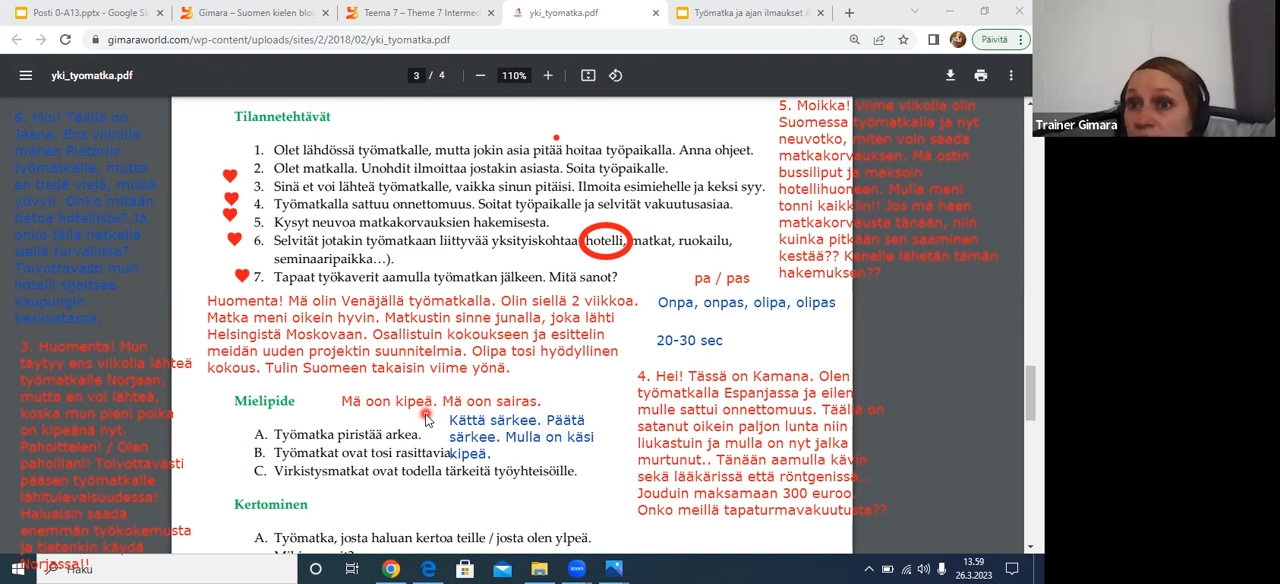 Posti 0-A13.pptx - Google Sli
Gimara – Suomen kielen blog
Teema 7 – Theme 7 Intermed
yki_tyomatka.pdf
Työmatka ja ajan ilmaukset A
gimaraworld.com/wp-content/uploads/sites/2/2018/02/yki_tyomatka.pdf
Päivitä
yki_tyomatka.pdf
3 / 4
110%
Trainer Gimara
Tilannetehtävät
1. Olet lähdössä työmatkalle, mutta jokin asia pitää hoitaa työpaikalla. Anna ohjeet.
2. Olet matkalla. Unohdit ilmoittaa jostakin asiasta. Soita työpaikalle.
3. Sinä et voi lähteä työmatkalle, vaikka sinun pitäisi. Ilmoita esimiehelle ja keksi syy.
4. Työmatkalla sattuu onnettomuus. Soitat työpaikalle ja selvität vakuutusasiaa.
5. Kysyt neuvoa matkakorvauksien hakemisesta.
6. Selvität jotakin työmatkaan liittyvää yksityiskohtaa (hotelli, matkat, ruokailu,
seminaaripaikka…).
7. Tapaat työkaverit aamulla työmatkan jälkeen. Mitä sanot?
pa / pas
Huomenta! Mä olin Venäjällä työmatkalla. Olin siellä 2 viikkoa.
Matka meni oikein hyvin. Matkustin sinne junalla, joka lähti
Helsingistä Moskovaan. Osallistuin kokoukseen ja esittelin
meidän uuden projektin suunnitelmia. Olipa tosi hyödyllinen
kokous. Tulin Suomeen takaisin viime yönä.
Onpa, onpas, olipa, olipas
20-30 sec
Mielipide
Mä oon kipeä. Mä oon sairas.
Kättä särkee. Päätä
särkee. Mulla on käsi
kipeä.
A. Työmatka piristää arkea.
B. Työmatkat ovat tosi rasittavia.
C. Virkistysmatkat ovat todella tärkeitä työyhteisöille.
Kertominen
A. Työmatka, josta haluan kertoa teille / josta olen ylpeä.
6. Moi! Täällä on
Jaana. Ens viikolla
menen Pietariin
työmatkalle, mutta
en tiedä vielä, missä
yövyn. Onko mitään
tietoa hotellista? Ja
onko tällä hetkellä
siellä turvallista?
Toivottavasti mun
hotelli sijaitsee
kaupungin
keskustassa.
3. Huomenta! Mun
täytyy ens viikolla lähteä
työmatkalle Norjaan,
mutta en voi lähteä,
koska mun pieni poika
on kipeänä nyt.
Pahoittelen! / Olen
pahoillani! Toivottavasti
pääsen työmatkalle
lähitulevaisuudessa!
Haluaisin saada
enemmän työkokemusta
ja tietenkin käydä
Norjassa!!
5. Moikka! Viime viikolla olin
Suomessa työmatkalla ja nyt
neuvotko, miten voin saada
matkakorvauksen. Mä ostin
bussiliput ja maksoin
hotellihuoneen. Mulla meni
tonni kaikkiin!! Jos mä haen
matkakorvausta tänään, niin
kuinka pitkään sen saaminen
kestää?? Kenelle lähetän tämän
hakemuksen??
4. Hei! Tässä on Kamana. Olen
työmatkalla Espanjassa ja eilen
mulle sattui onnettomuus. Täällä on
satanut oikein paljon lunta niin
liukastuin ja mulla on nyt jalka
murtunut.. Tänään aamulla kävin
sekä lääkärissä että röntgenissa..
Jouduin maksamaan 300 euroo.
Onko meillä tapaturmavakuutusta??
Haku
13.59
26.3.2023